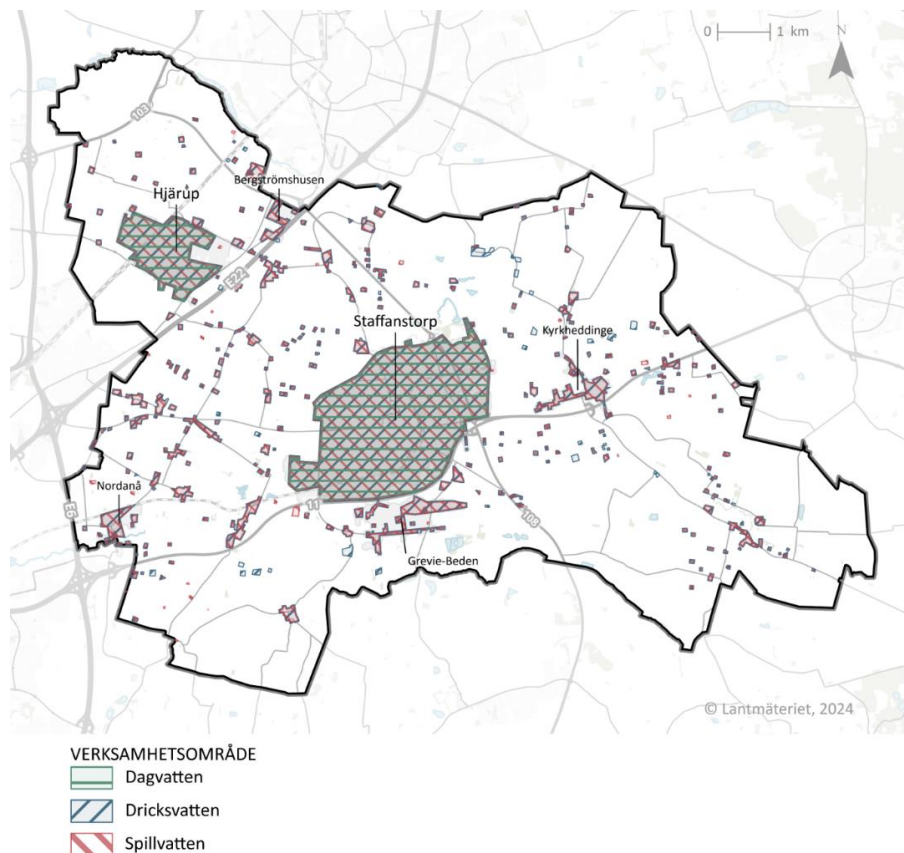 0 1 km N
103
Bergströmshusen
Hjärup
E22
Staffanstorp
Kyrkheddinge
Nordanå
E6
11
108
Grevie-Beden
© Lantmäteriet, 2024
VERKSAMHETSOMRÅDE
Dagvatten
Dricksvatten
Spillvatten